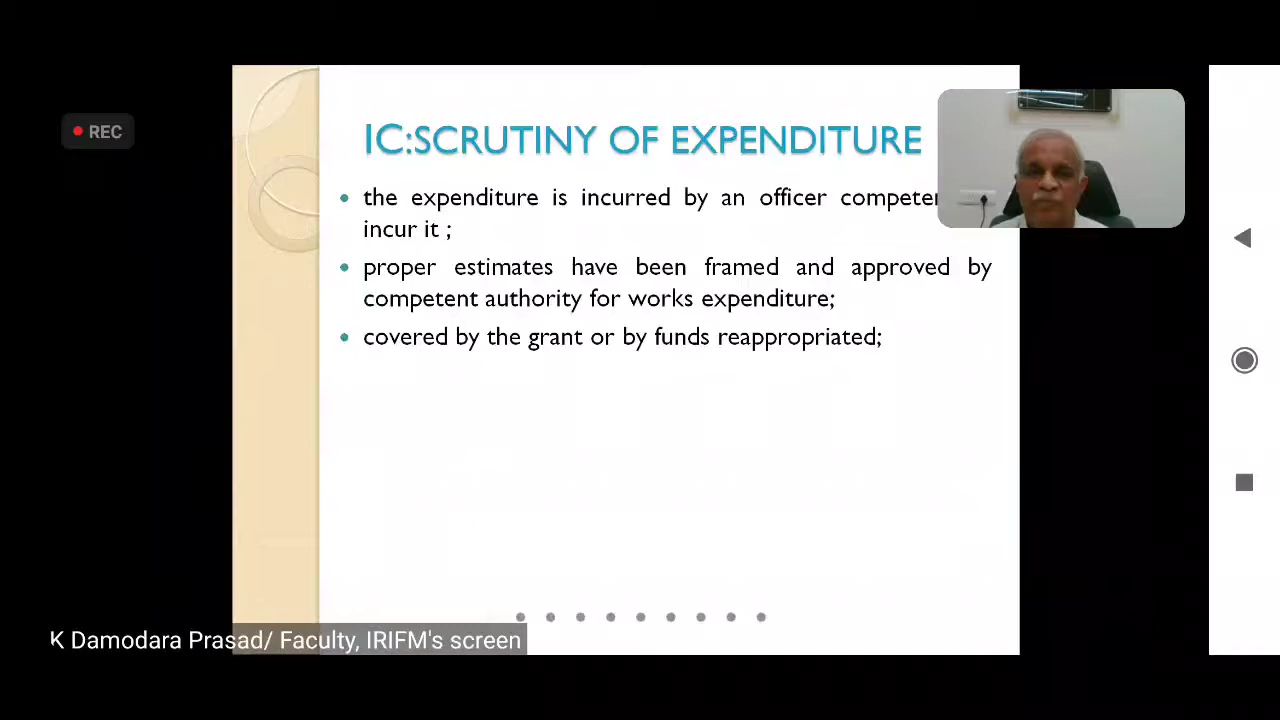 REC
IC:SCRUTINY OF EXPENDITURE
the expenditure is incurred by an officer
incur it ;
proper estimates have been framed and approved by
competent authority for works expenditure;
covered by the grant or by funds reappropriated;
K Damodara Prasad/ Faculty, IRIFM's screen